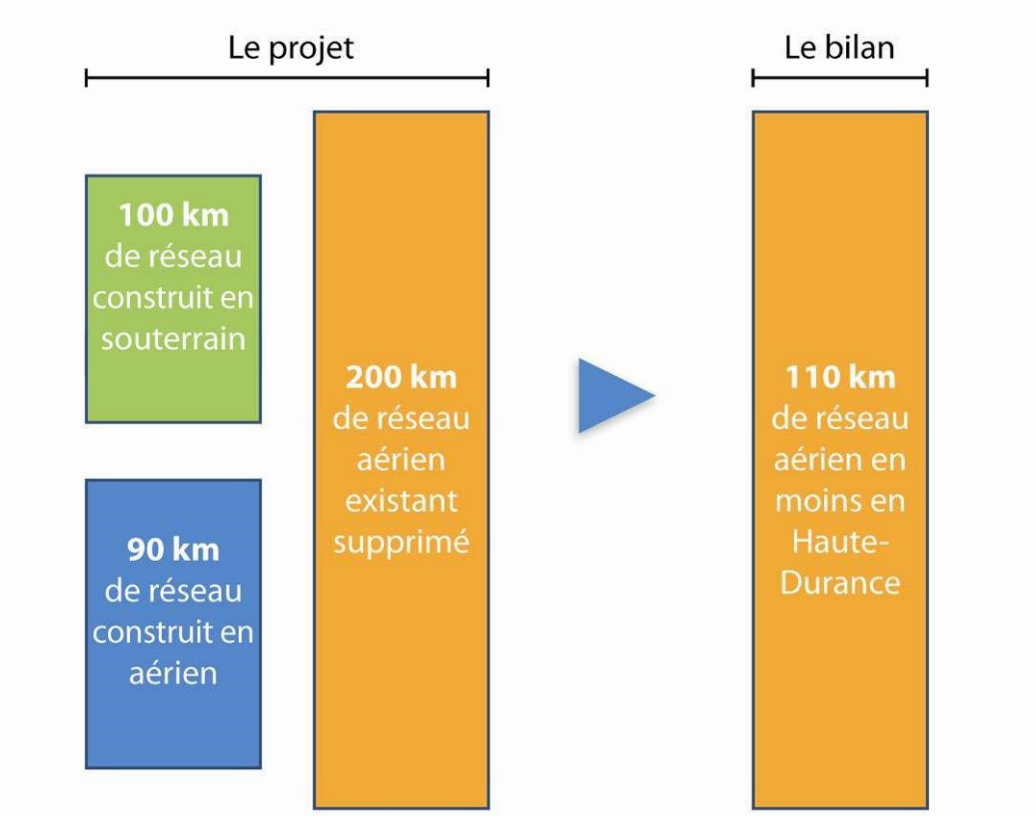 Le projet
Le bilan
100 km
de réseau
construit en
souterrain
90 km
de réseau
construit en
aérien
200 km
de réseau
aérien
existant
supprimé
110 km
de réseau
aérien en
moins en
Haute-
Durance